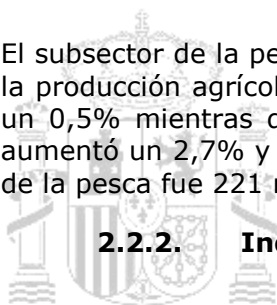 El subsector de la pe
la producción agrícol
un 0,5% mientras
aumentó un 2,7% y
de la pesca fue 221
2.2.2. In